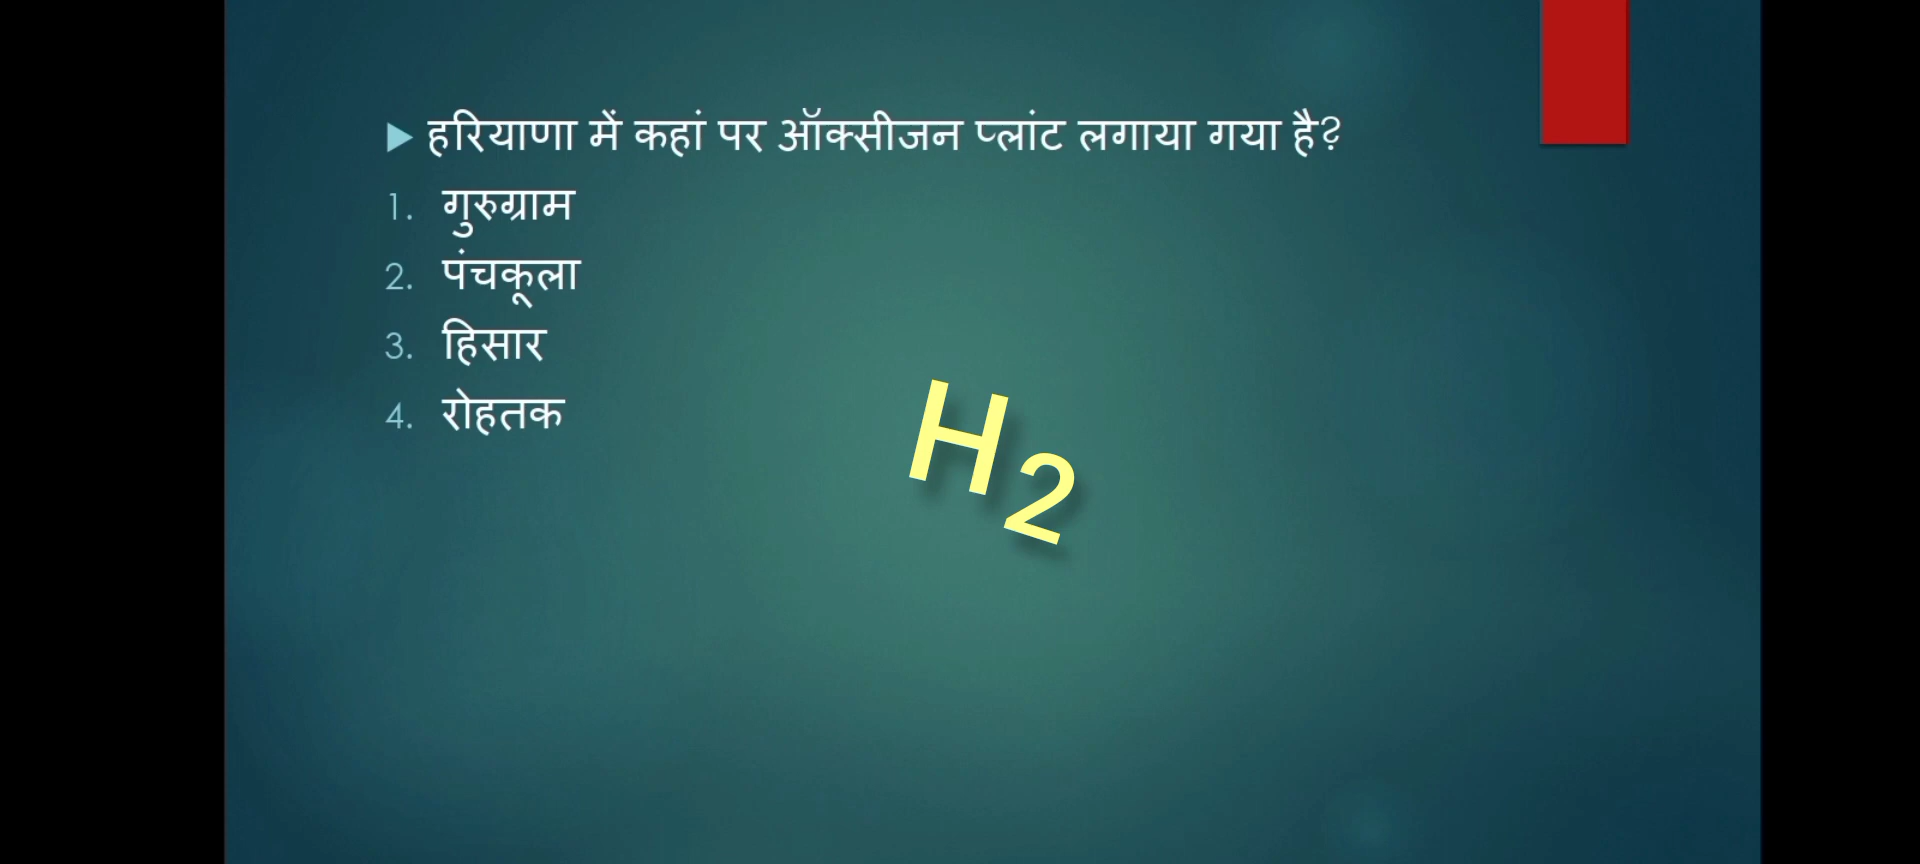 हरियाणा में कहां पर ऑक्सीजन प्लांट लगाया गया है?
1. गुरुग्राम
2. पंचकूला
3. हिसार
4. रोहतक
H2